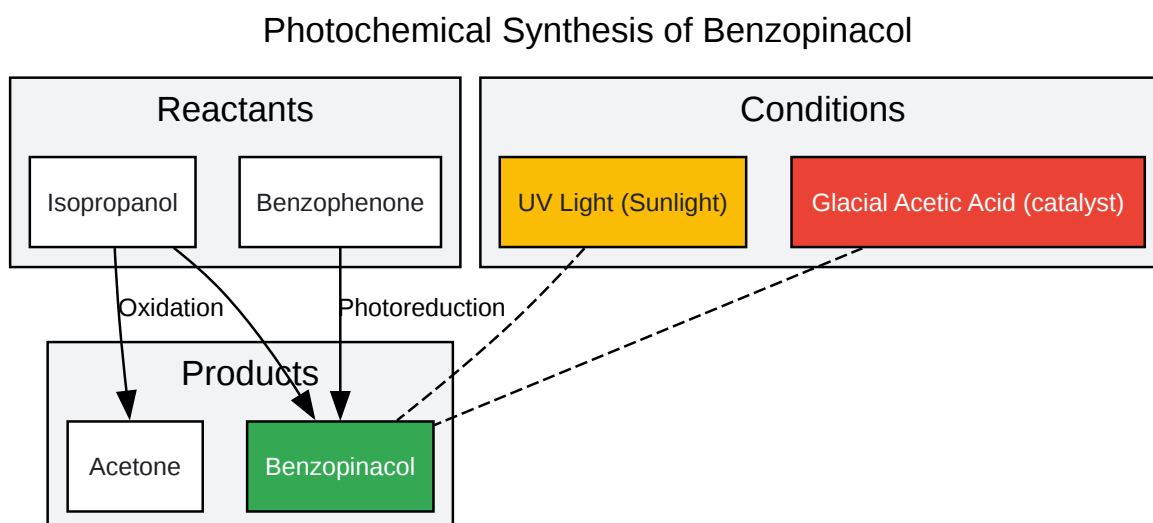 Photochemical Synthesis of Benzopinacol
Reactants
Conditions
Isopropanol
Benzophenone
UV Light (Sunlight)
Glacial Acetic Acid (catalyst)
Oxidation
Photoreduction
Products
Acetone
Benzopinacol